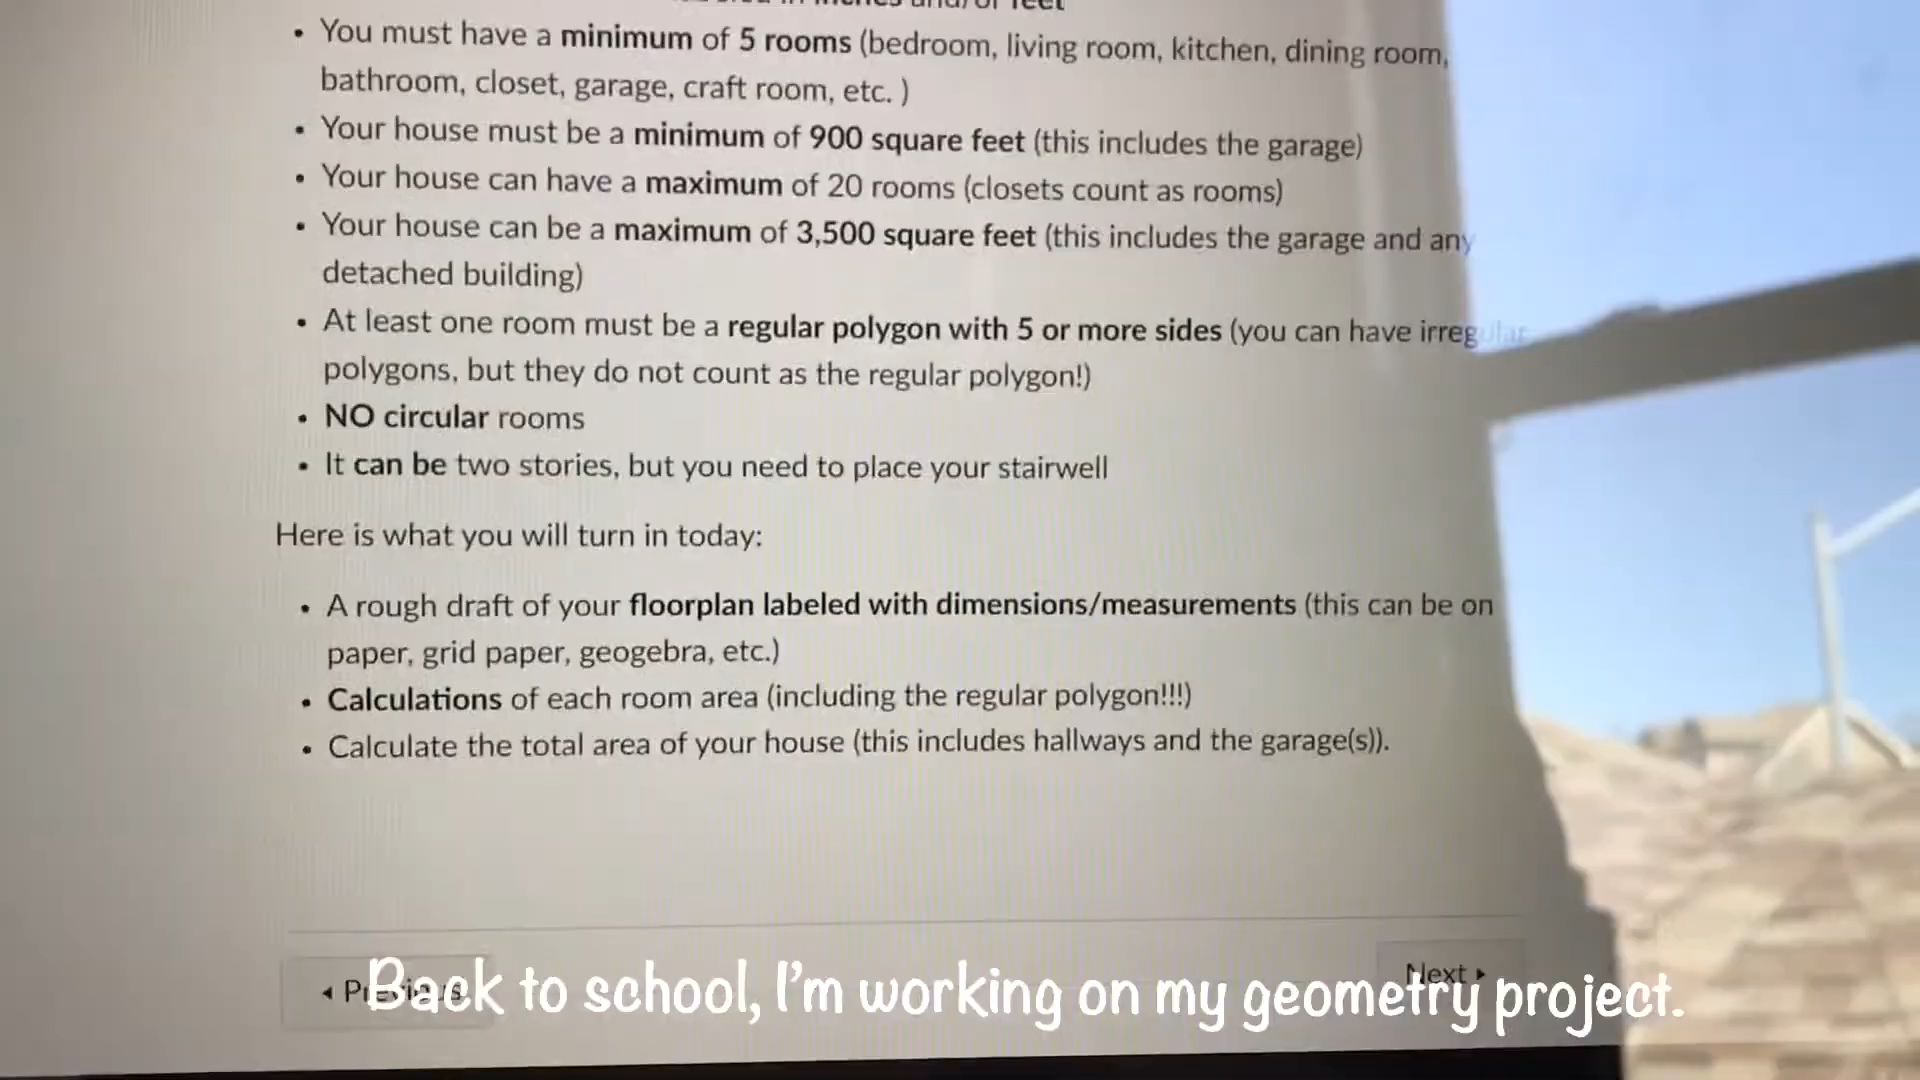 and/or feet
• You must have a minimum of 5 rooms (bedroom, living room, kitchen, dining room,
bathroom, closet, garage, craft room, etc. )
• Your house must be a minimum of 900 square feet (this includes the garage)
• Your house can have a maximum of 20 rooms (closets count as rooms)
• Your house can be a maximum of 3,500 square feet (this includes the garage and any
detached building)
• At least one room must be a regular polygon with 5 or more sides (you can have irregular
polygons, but they do not count as the regular polygon!)
• NO circular rooms
• It can be two stories, but you need to place your stairwell
Here is what you will turn in today:
• A rough draft of your floorplan labeled with dimensions/measurements (this can be on
paper, grid paper, geogebra, etc.)
• Calculations of each room area (including the regular polygon!!!)
• Calculate the total area of your house (this includes hallways and the garage(s)).
◂ Previous
Next ▸
Back to school, I'm working on my geometry project.